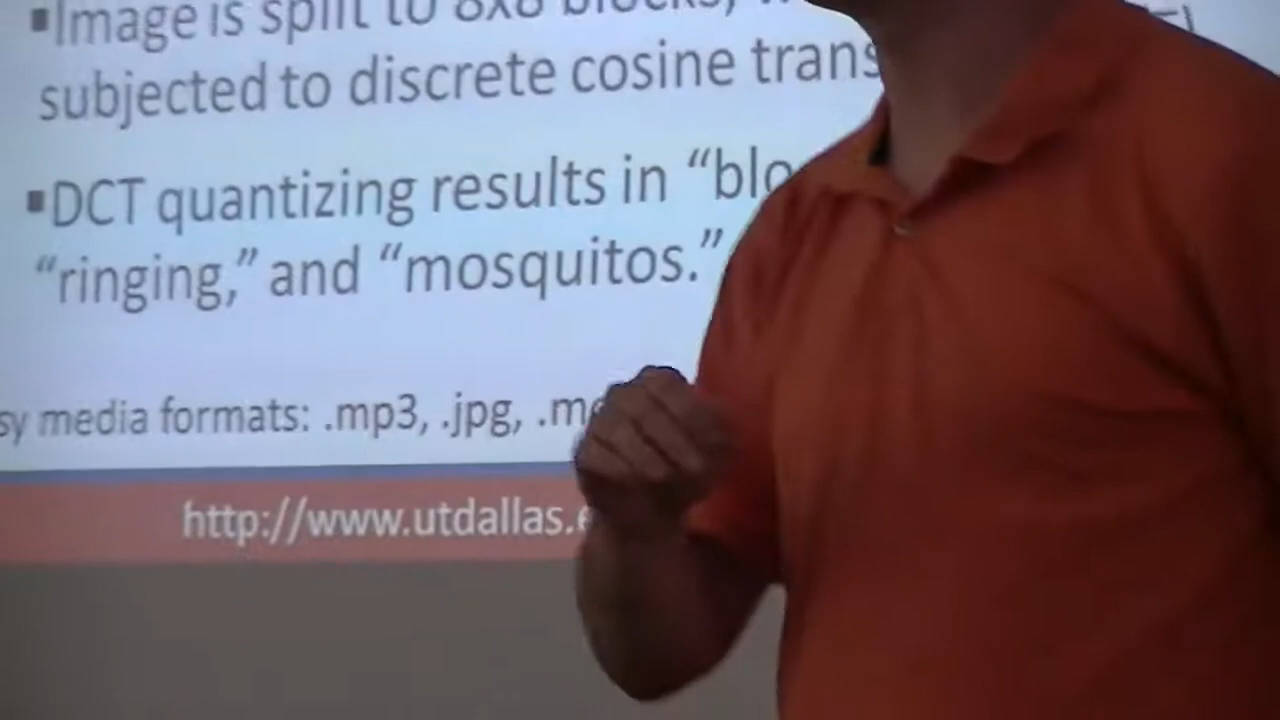 ▪Image is split to 8x8 blocks,
subjected to discrete cosine trans
▪DCT quantizing results in “blo
“ringing,” and “mosquitos.”
sy media formats: .mp3, .jpg, .m
http://www.utdallas.e